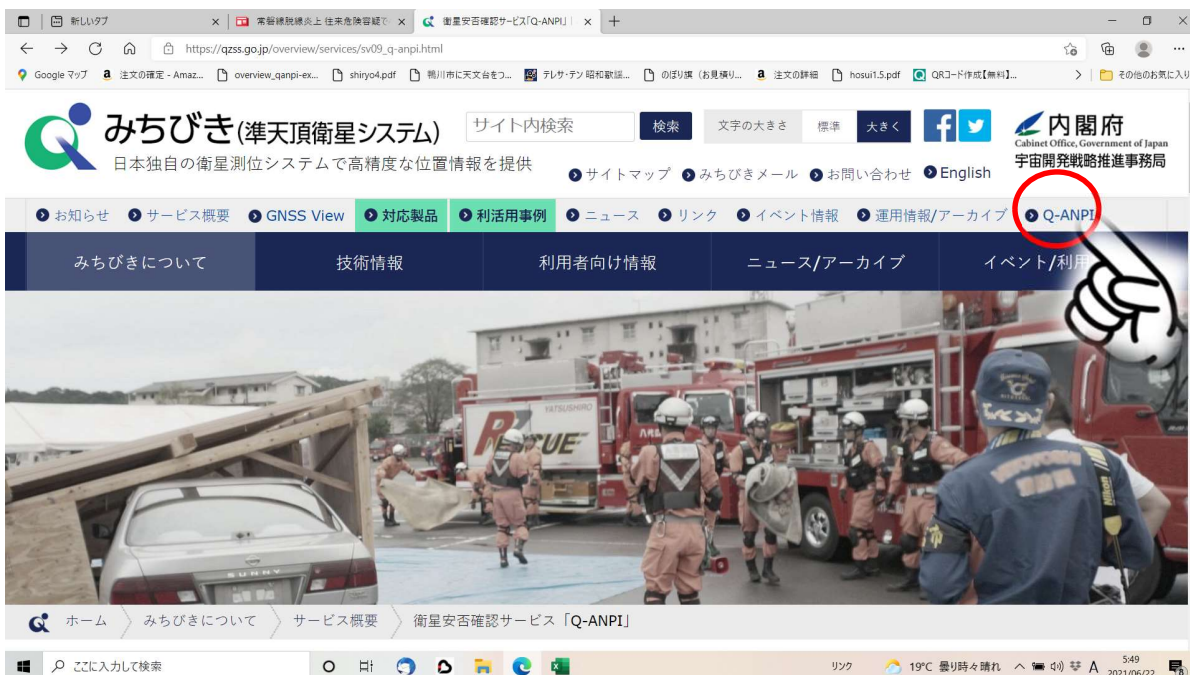 新しいタブ
常磐線脱線炎上 往来危険容疑で
衛星安否確認サービス「Q-ANPI」|
https://qzss.go.jp/overview/services/sv09_q-anpi.html
Google マップ
注文の確定 - Amaz...
overview_qanpi-ex...
shiryo4.pdf
鴨川市に天文台をつ...
テレサ・テン 昭和歌謡...
のぼり旗（お見積り...
注文の詳細
hosui1.5.pdf
QRコード作成【無料】...
その他のお気に入り
みちびき(準天頂衛星システム)
日本独自の衛星測位システムで高精度な位置情報を提供
サイト内検索
検索
文字の大きさ 標準 大きく
内閣府
Cabinet Office, Government of Japan
宇宙開発戦略推進事務局
サイトマップ みちびきメール お問い合わせ English
お知らせ サービス概要 GNSS View 対応製品 利活用事例 ニュース リンク イベント情報 運用情報/アーカイブ Q-ANPI
みちびきについて 技術情報 利用者向け情報 ニュース/アーカイブ イベント/利用
YATSUSHIRO
RESCUE
SUNNY
Nikon
ホーム みちびきについて サービス概要 衛星安否確認サービス「Q-ANPI」
ここに入力して検索
リンク
19°C 曇り時々晴れ
A
5:49
2021/06/22
8